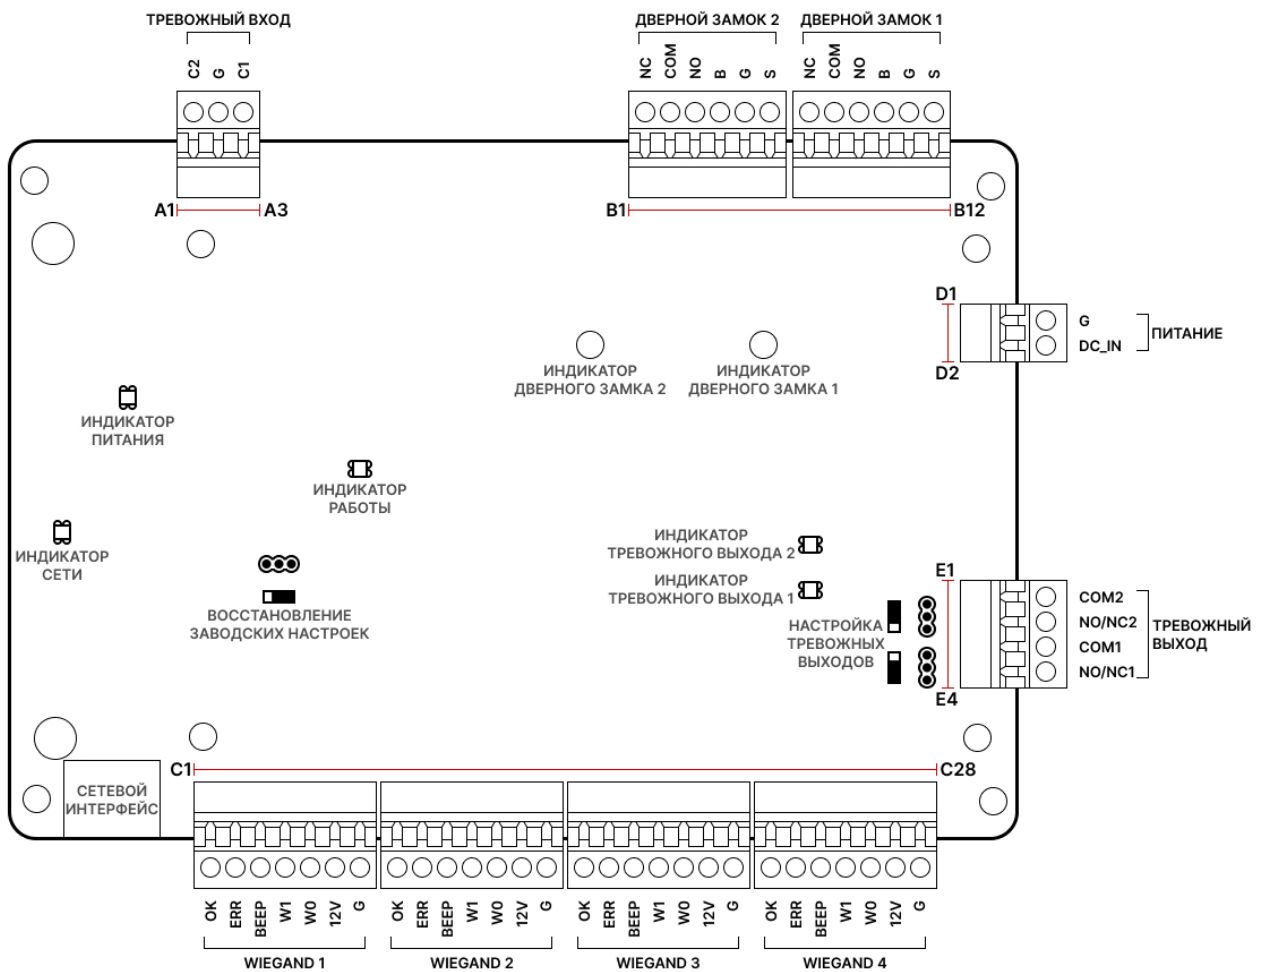 ТРЕВОЖНЫЙ ВХОД
ДВЕРНОЙ ЗАМОК 2
ДВЕРНОЙ ЗАМОК 1
C2 G C1
NC COM NO B G S
NC COM NO B G S
A1 A3
B1 B12
D1
G
DC_IN
ПИТАНИЕ
D2
ИНДИКАТОР
ДВЕРНОГО ЗАМКА 2
ИНДИКАТОР
ДВЕРНОГО ЗАМКА 1
ИНДИКАТОР
ПИТАНИЯ
ИНДИКАТОР
РАБОТЫ
ИНДИКАТОР
СЕТИ
ИНДИКАТОР
ТРЕВОЖНОГО ВЫХОДА 2
ИНДИКАТОР
ТРЕВОЖНОГО ВЫХОДА 1
ВОССТАНОВЛЕНИЕ
ЗАВОДСКИХ НАСТРОЕК
НАСТРОЙКА
ТРЕВОЖНЫХ
ВЫХОДОВ
E1
COM2
NO/NC2
COM1
NO/NC1
ТРЕВОЖНЫЙ
ВЫХОД
E4
C1 C28
СЕТЕВОЙ
ИНТЕРФЕЙС
OK ERR BEEP W1 W0 12V G
OK ERR BEEP W1 W0 12V G
OK ERR BEEP W1 W0 12V G
OK ERR BEEP W1 W0 12V G
WIEGAND 1
WIEGAND 2
WIEGAND 3
WIEGAND 4